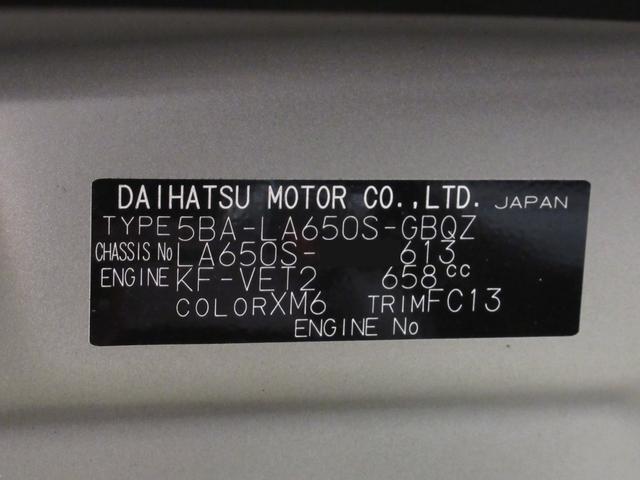 DAIHATSU MOTOR CO.,LTD. JAPAN
TYPE 5BA-LA650S-GBQZ
CHASSIS No LA650S- 613
ENGINE KF-VET2 658cc
COLOR XM6 TRIM FC13
ENGINE No